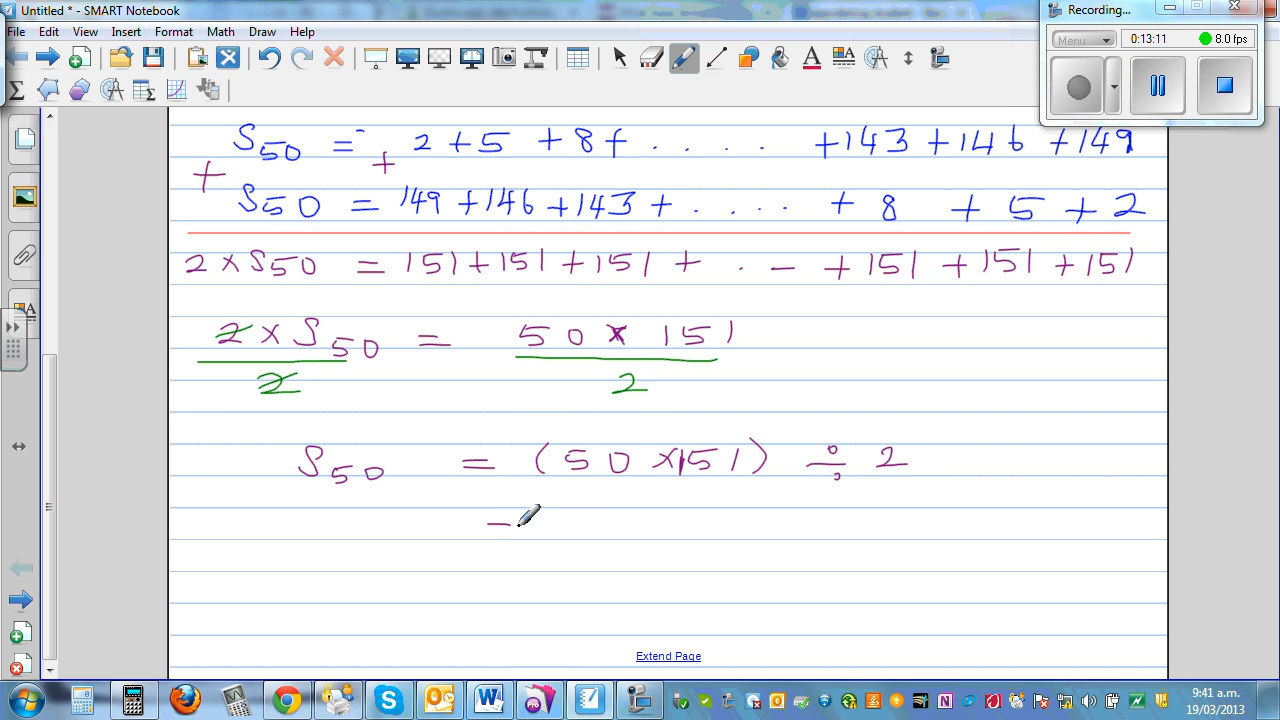 Untitled * - SMART Notebook
Recording...
File Edit View Insert Format Math Draw Help
Menu 0:13:11 8.0 fps
S50 = 2 + 5 + 8 + . . . . +143 + 146 + 149
+ +
S50 = 149 + 146 + 143 + . . . . + 8 + 5 + 2
2 × S50 = 151 + 151 + 151 + . - + 151 + 151 + 151
2 × S50 = 50 × 151
2 2
S50 = (50 × 151) ÷ 2
Extend Page
9:41 a.m.
19/03/2013